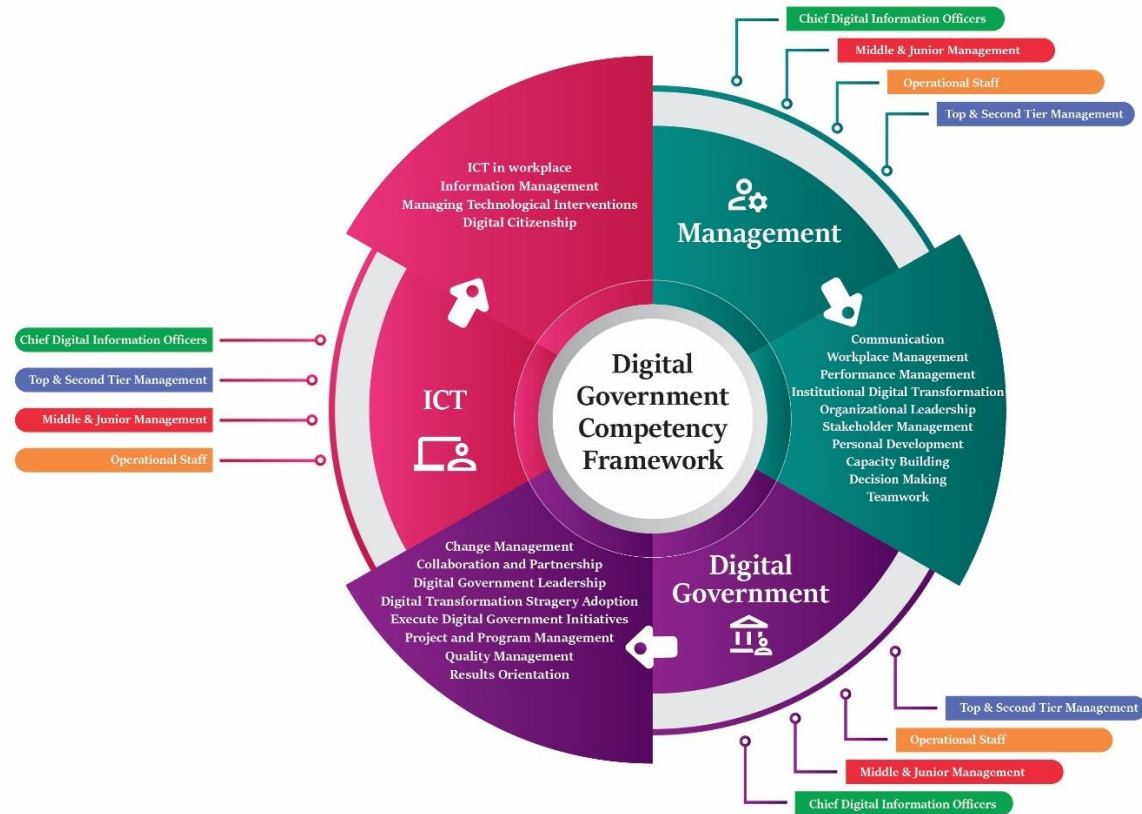 Chief Digital Information Officers
Middle & Junior Management
Operational Staff
Top & Second Tier Management
ICT in workplace
Information Management
Managing Technological Interventions
Digital Citizenship
Management
Communication
Workplace Management
Performance Management
Institutional Digital Transformation
Organizational Leadership
Stakeholder Management
Personal Development
Capacity Building
Decision Making
Teamwork
Digital
Government
Competency
Framework
Chief Digital Information Officers
Top & Second Tier Management
Middle & Junior Management
Operational Staff
ICT
Change Management
Collaboration and Partnership
Digital Government Leadership
Digital Transformation Stragery Adoption
Execute Digital Government Initiatives
Project and Program Management
Quality Management
Results Orientation
Digital
Government
Top & Second Tier Management
Operational Staff
Middle & Junior Management
Chief Digital Information Officers